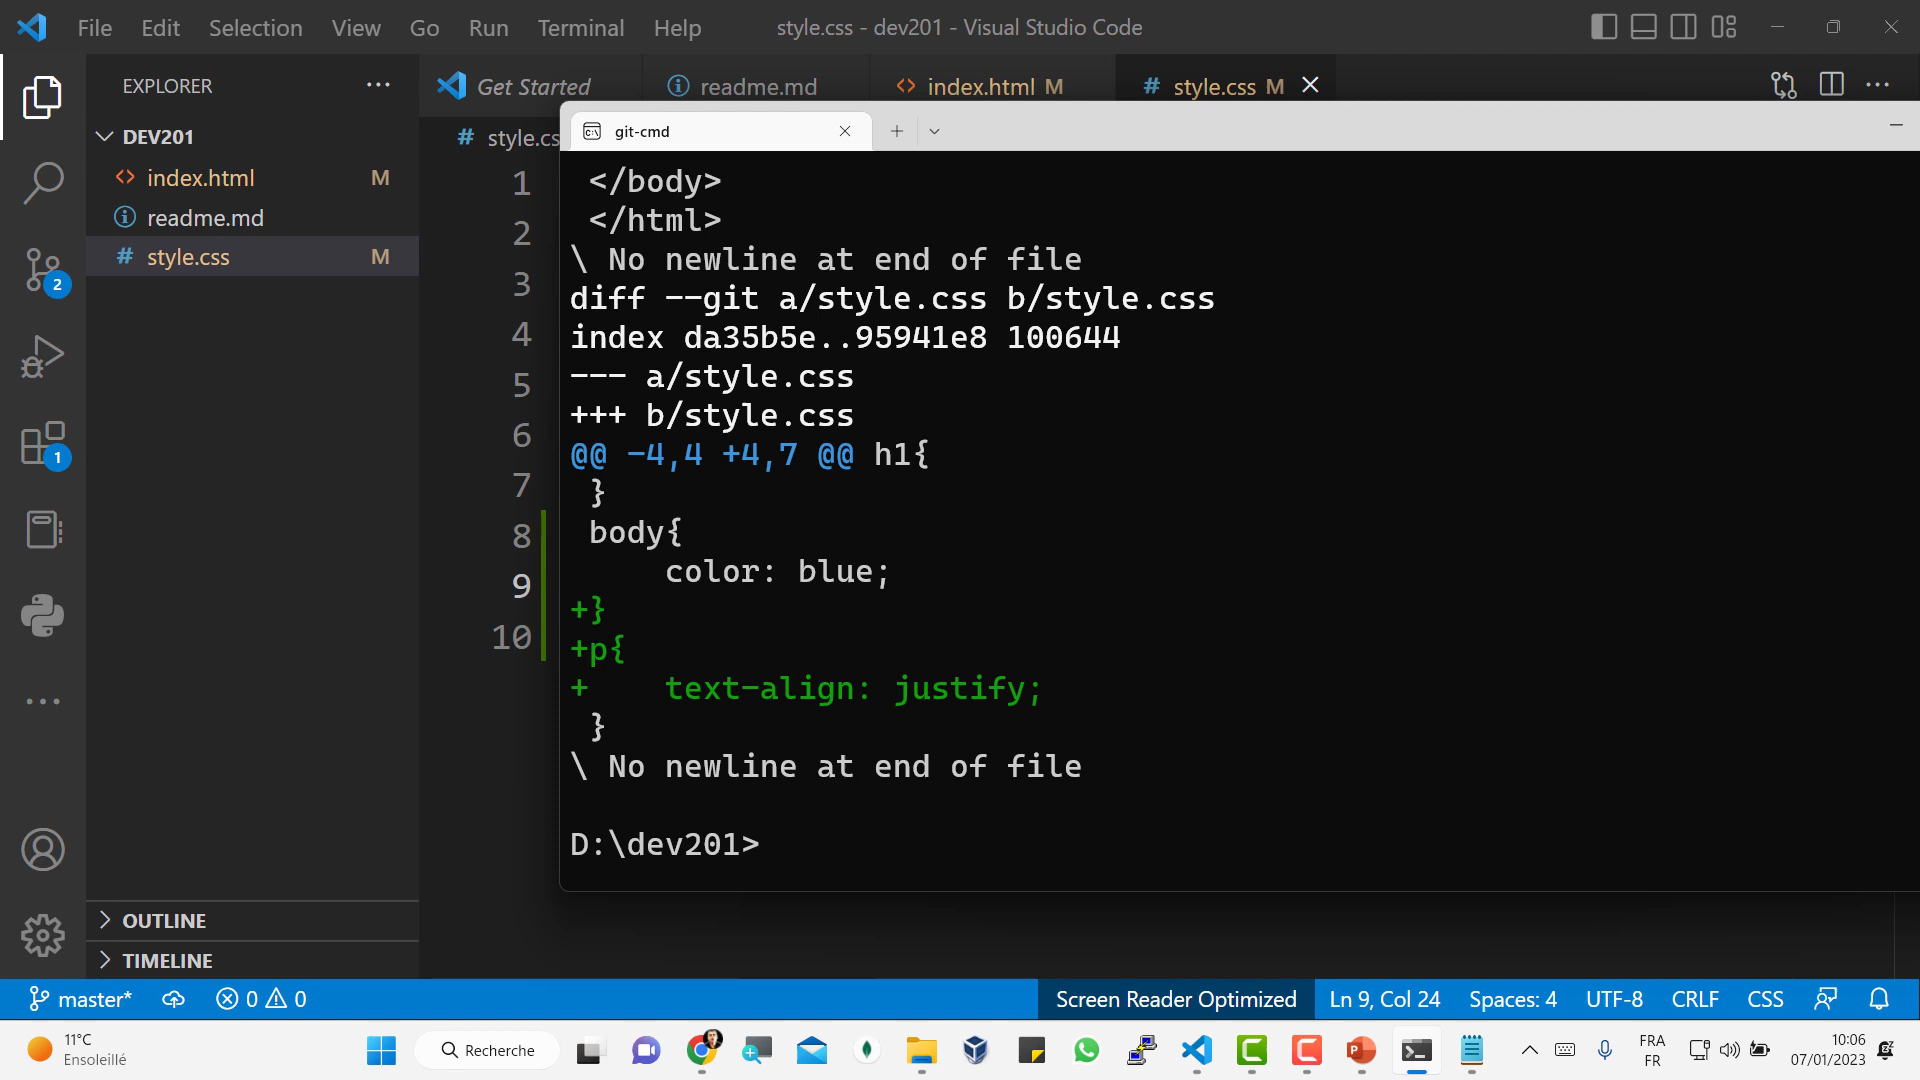 File Edit Selection View Go Run Terminal Help
style.css - dev201 - Visual Studio Code
EXPLORER ···
Get Started
readme.md
index.html M
style.css M
DEV201
index.html M
readme.md
style.css M
2
1
OUTLINE
TIMELINE
# style.cs
1
2
3
4
5
6
7
8
9
10
git-cmd
</body>
</html>
\ No newline at end of file
diff --git a/style.css b/style.css
index da35b5e..95941e8 100644
--- a/style.css
+++ b/style.css
@@ -4,4 +4,7 @@ h1{
}
body{
color: blue;
+}
+p{
+    text-align: justify;
}
\ No newline at end of file
D:\dev201>
master* 0 0
Screen Reader Optimized Ln 9, Col 24 Spaces: 4 UTF-8 CRLF CSS
11°C
Ensoleillé
Recherche
FRA
FR
10:06
07/01/2023